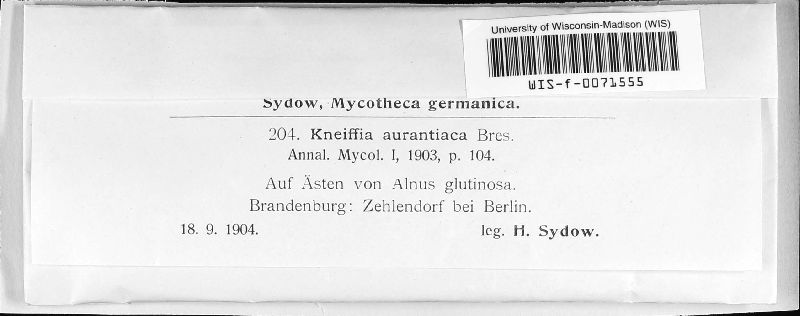 University of Wisconsin-Madison (WIS)
WIS-f-0071555
Sydow, Mycotheca germanica.
204. Kneiffia aurantiaca Bres.
Annal. Mycol. I, 1903, p. 104.
Auf Ästen von Alnus glutinosa.
Brandenburg: Zehlendorf bei Berlin.
18. 9. 1904. leg. H. Sydow.